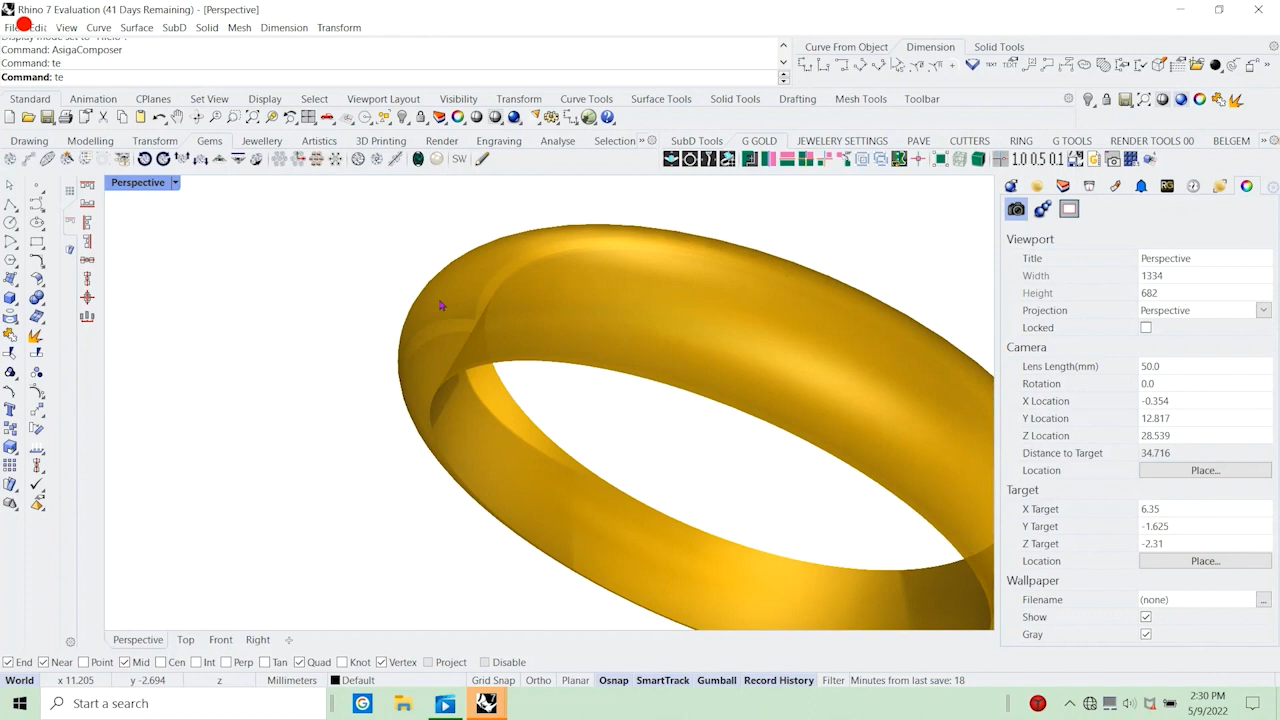 Rhino 7 Evaluation (41 Days Remaining) - [Perspective]
File Edit View Curve Surface SubD Solid Mesh Dimension Transform
Command: AsigaComposer
Command: te
Command: te
Curve From Object Dimension Solid Tools
Standard Animation CPlanes Set View Display Select Viewport Layout Visibility Transform Curve Tools Surface Tools Solid Tools Drafting Mesh Tools Toolbar
Drawing Modelling Transform Gems Jewellery Artistics 3D Printing Render Engraving Analyse Selection SubD Tools G GOLD JEWELERY SETTINGS PAVE CUTTERS RING G TOOLS RENDER TOOLS 00 BELGEM
SW
1.0 0.5 0.1
Perspective
Viewport
Title Perspective
Width 1334
Height 682
Projection Perspective
Locked
Camera
Lens Length(mm) 50.0
Rotation 0.0
X Location -0.354
Y Location 12.817
Z Location 28.539
Distance to Target 34.716
Location Place...
Target
X Target 6.35
Y Target -1.625
Z Target -2.31
Location Place...
Wallpaper
Filename (none) ...
Show
Gray
Perspective Top Front Right
End Near Point Mid Cen Int Perp Tan Quad Knot Vertex Project Disable
World x 11.205 y -2.694 z Millimeters Default Grid Snap Ortho Planar Osnap SmartTrack Gumball Record History Filter Minutes from last save: 18
Start a search
2:30 PM
5/9/2022